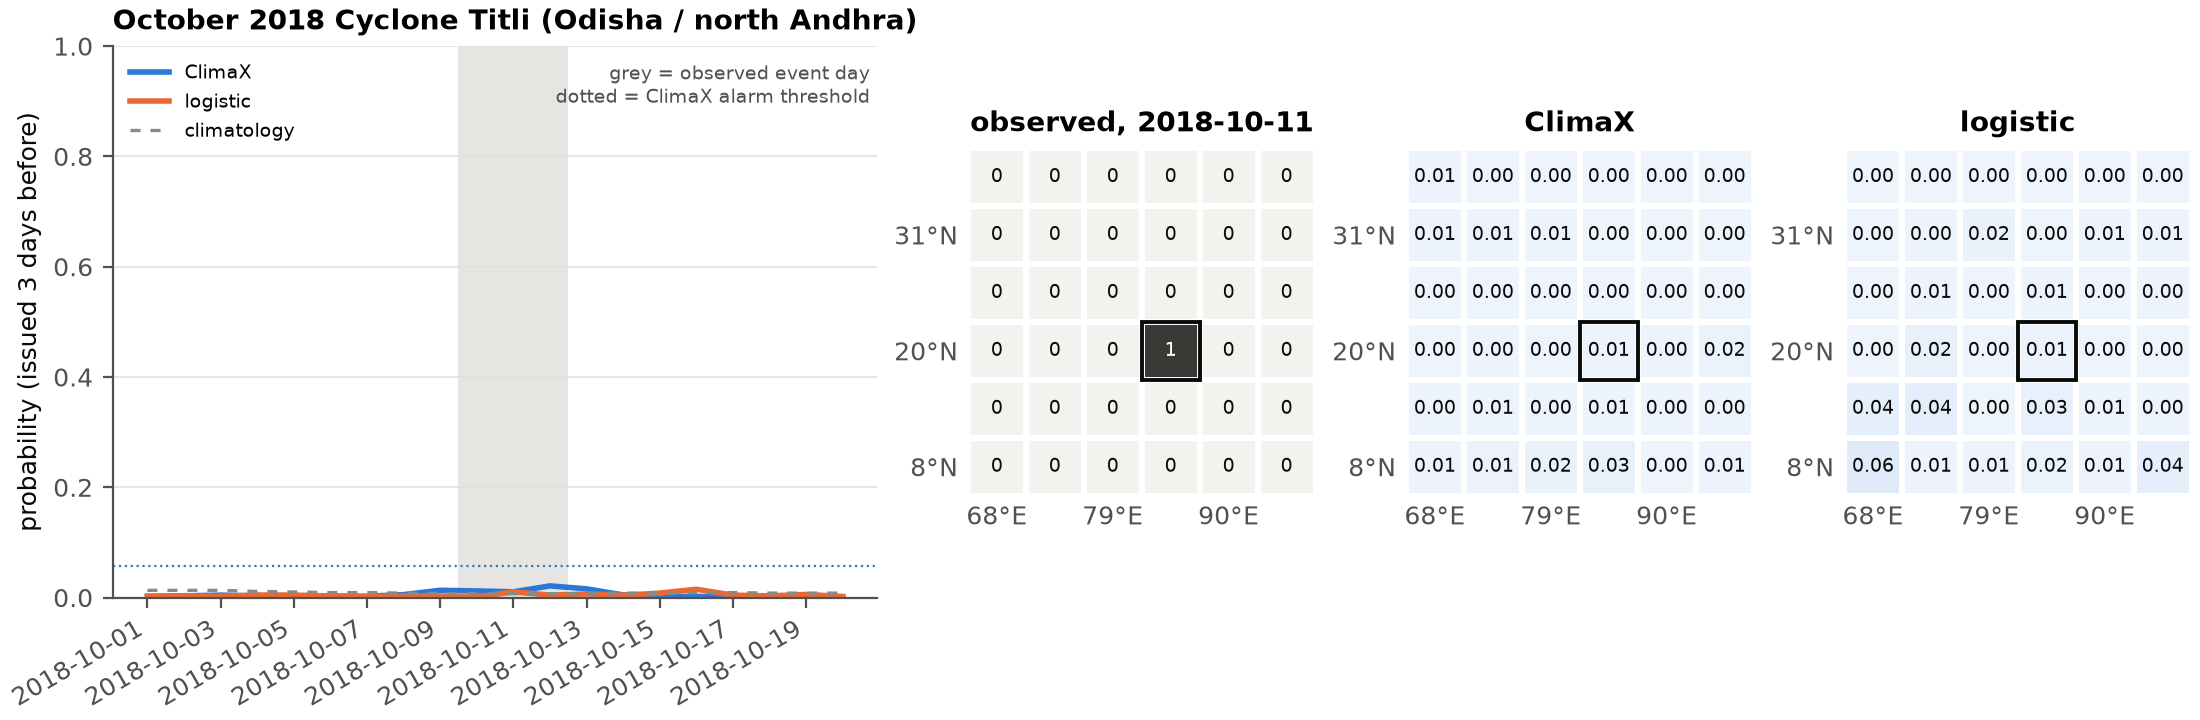 October 2018 Cyclone Titli (Odisha / north Andhra)
probability (issued 3 days before)
1.0
0.8
0.6
0.4
0.2
0.0
ClimaX
logistic
climatology
grey = observed event day
dotted = ClimaX alarm threshold
2018-10-01
2018-10-03
2018-10-05
2018-10-07
2018-10-09
2018-10-11
2018-10-13
2018-10-15
2018-10-17
2018-10-19
observed, 2018-10-11
0 0 0 0 0 0
31°N 0 0 0 0 0 0
0 0 0 0 0 0
20°N 0 0 0 1 0 0
0 0 0 0 0 0
8°N 0 0 0 0 0 0
68°E 79°E 90°E
ClimaX
0.01 0.00 0.00 0.00 0.00 0.00
31°N 0.01 0.01 0.01 0.00 0.00 0.00
0.00 0.00 0.00 0.00 0.00 0.00
20°N 0.00 0.00 0.00 0.01 0.00 0.02
0.00 0.01 0.00 0.01 0.00 0.00
8°N 0.01 0.01 0.02 0.03 0.00 0.01
68°E 79°E 90°E
logistic
0.00 0.00 0.00 0.00 0.00 0.00
31°N 0.00 0.00 0.02 0.00 0.01 0.01
0.00 0.01 0.00 0.01 0.00 0.00
20°N 0.00 0.02 0.00 0.01 0.00 0.00
0.04 0.04 0.00 0.03 0.01 0.00
8°N 0.06 0.01 0.01 0.02 0.01 0.04
68°E 79°E 90°E